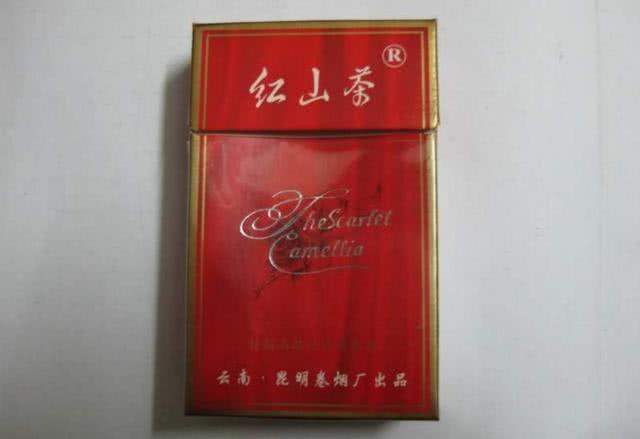 红山茶®
The Scarlet
Camellia
云南·昆明卷烟厂出品